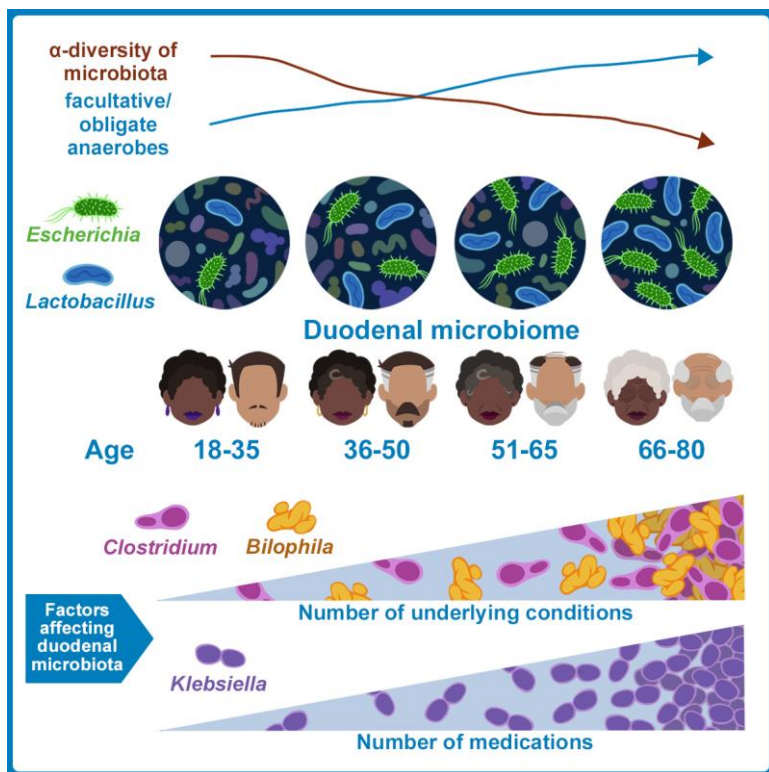 α-diversity of
microbiota
facultative/
obligate
anaerobes
Escherichia
Lactobacillus
Duodenal microbiome
Age 18-35 36-50 51-65 66-80
Clostridium Bilophila
Number of underlying conditions
Factors
affecting
duodenal
microbiota
Klebsiella
Number of medications